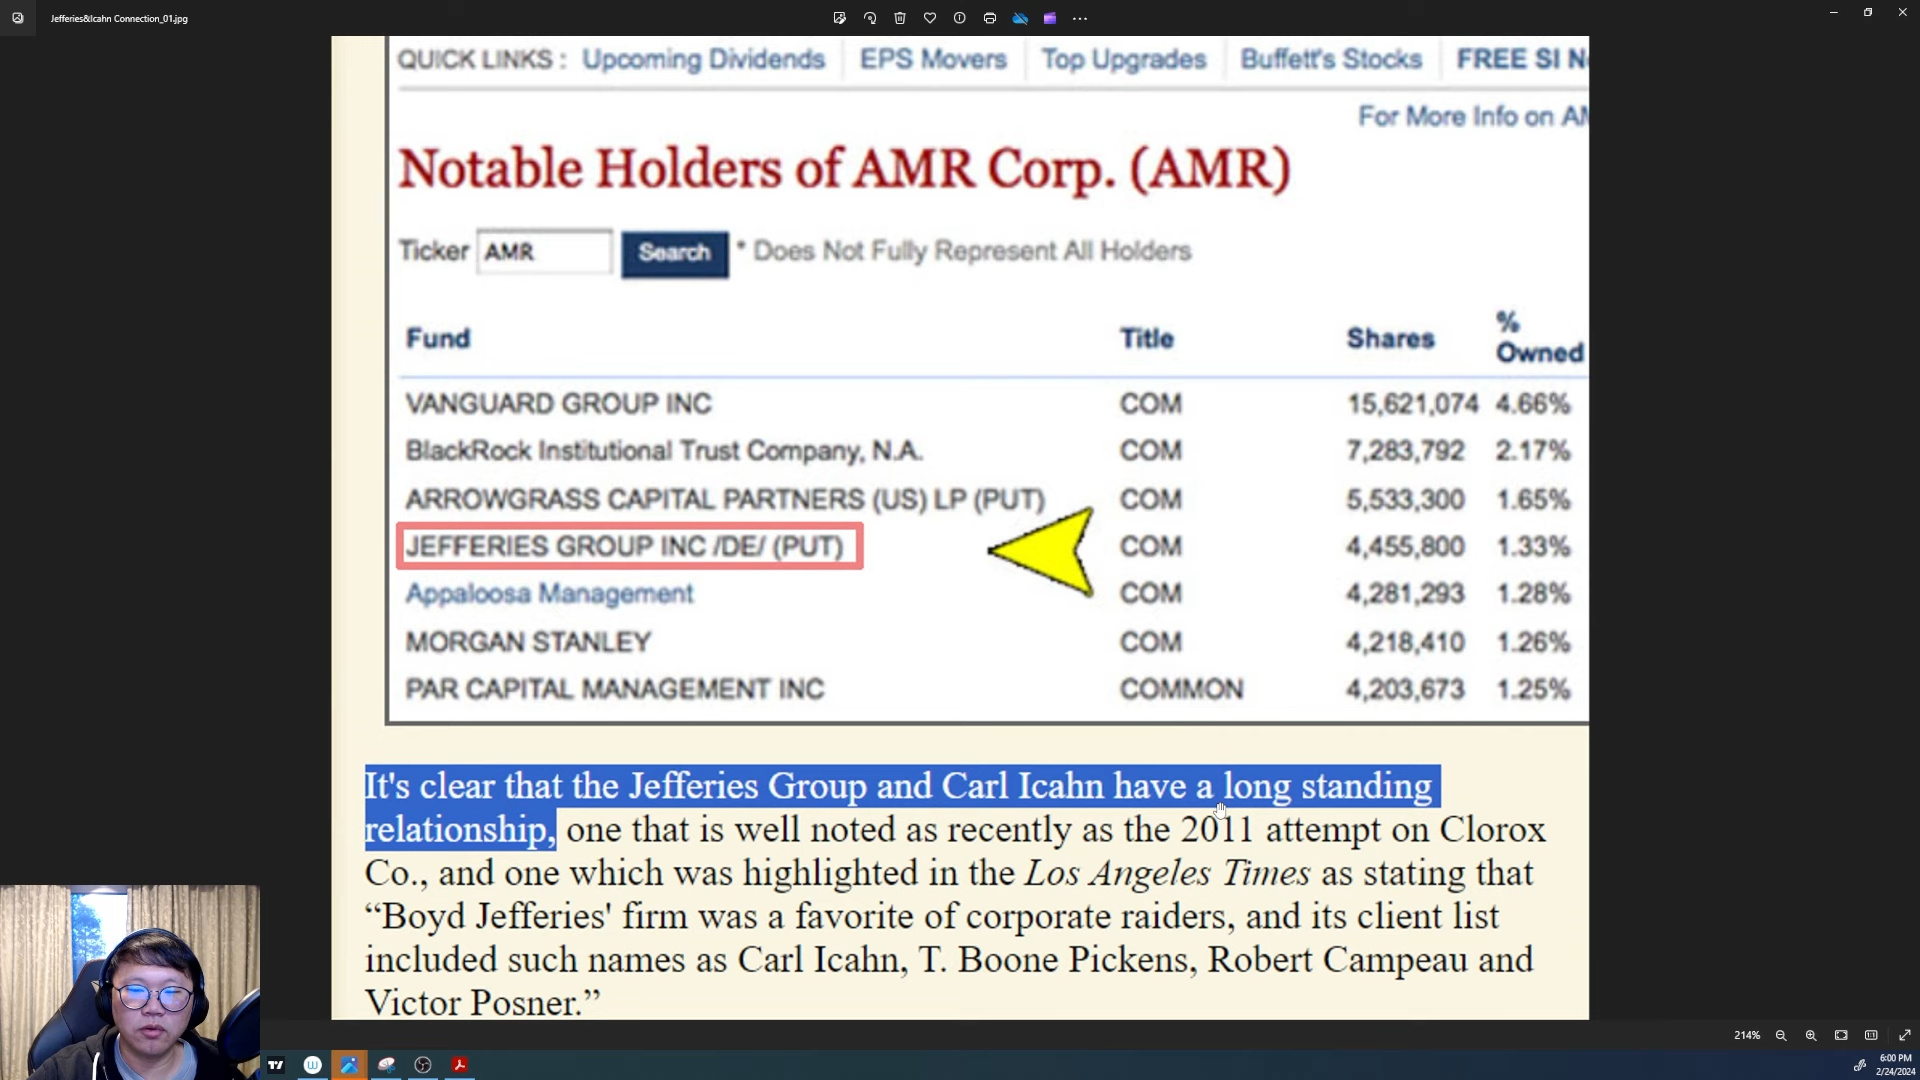 Jefferies&Icahn Connection_01.jpg
QUICK LINKS : Upcoming Dividends EPS Movers Top Upgrades Buffett's Stocks FREE SI N
For More Info on AM
Notable Holders of AMR Corp. (AMR)
Ticker AMR Search * Does Not Fully Represent All Holders
Fund Title Shares % Owned
VANGUARD GROUP INC COM 15,621,074 4.66%
BlackRock Institutional Trust Company, N.A. COM 7,283,792 2.17%
ARROWGRASS CAPITAL PARTNERS (US) LP (PUT) COM 5,533,300 1.65%
JEFFERIES GROUP INC /DE/ (PUT) COM 4,455,800 1.33%
Appaloosa Management COM 4,281,293 1.28%
MORGAN STANLEY COM 4,218,410 1.26%
PAR CAPITAL MANAGEMENT INC COMMON 4,203,673 1.25%
It's clear that the Jefferies Group and Carl Icahn have a long standing
relationship, one that is well noted as recently as the 2011 attempt on Clorox
Co., and one which was highlighted in the Los Angeles Times as stating that
“Boyd Jefferies' firm was a favorite of corporate raiders, and its client list
included such names as Carl Icahn, T. Boone Pickens, Robert Campeau and
Victor Posner.”
214%
6:00 PM
2/24/2024